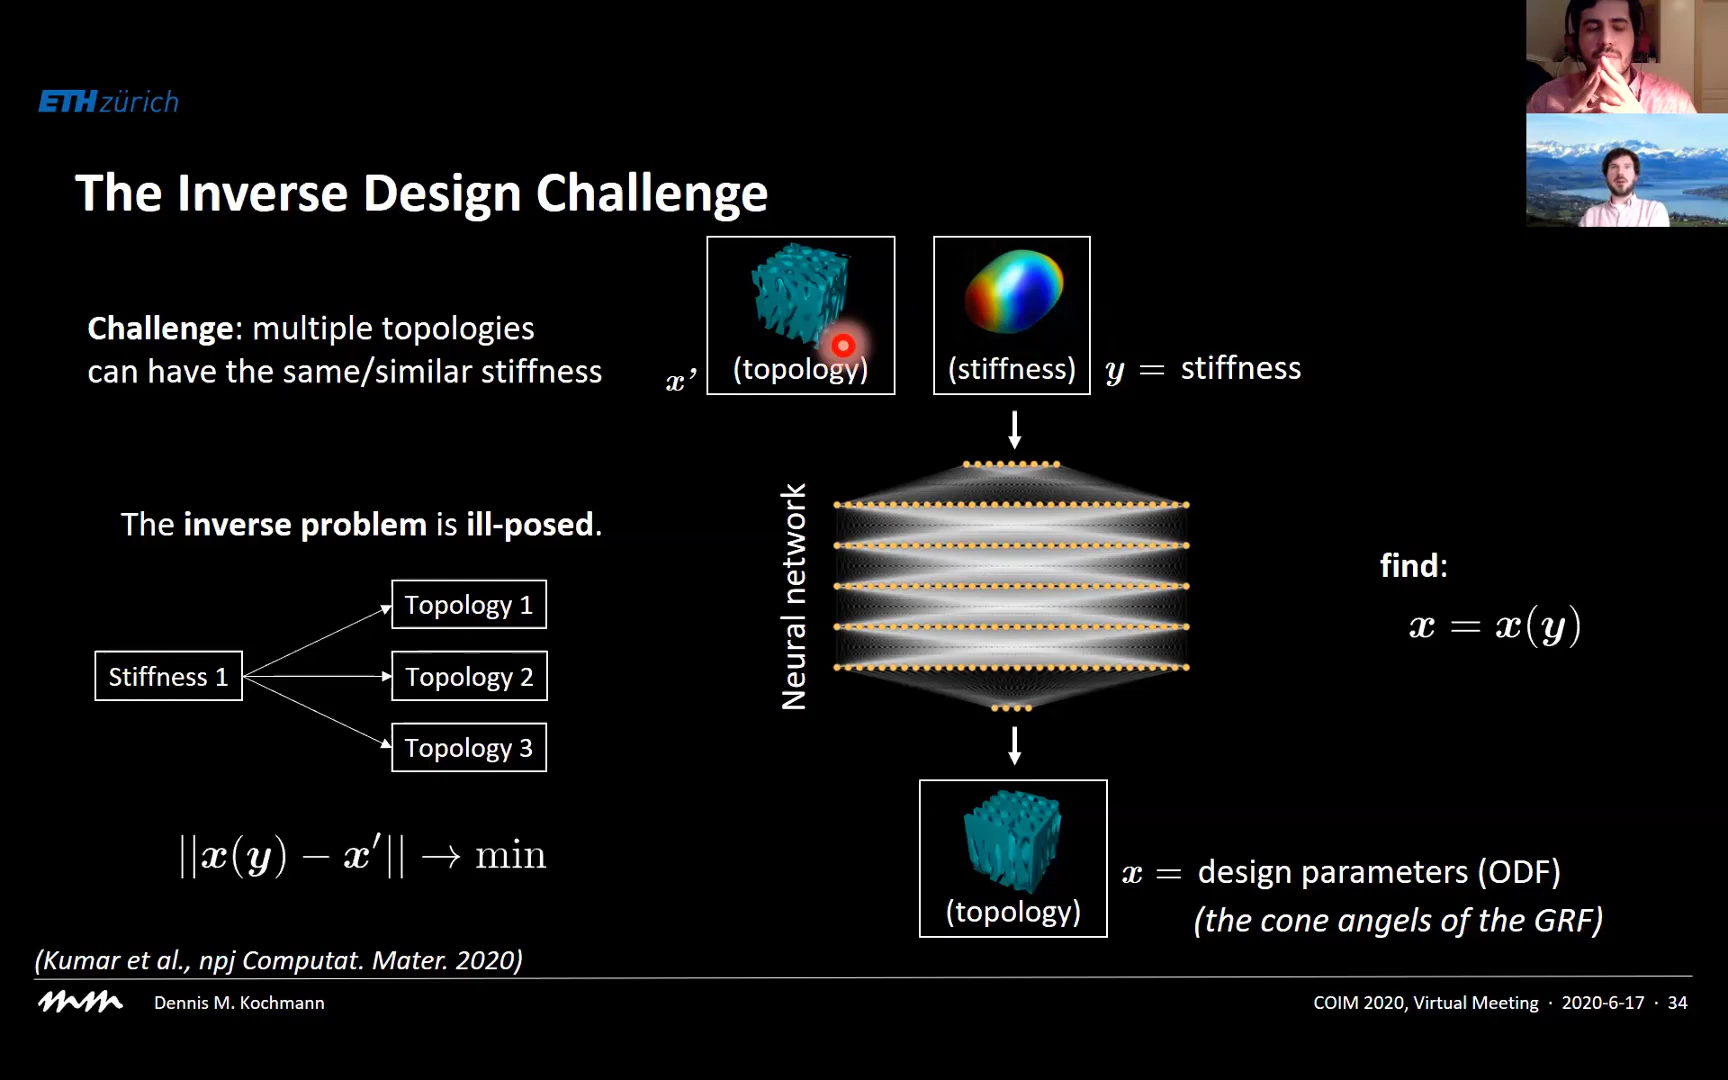 ETH zürich
The Inverse Design Challenge
Challenge: multiple topologies
can have the same/similar stiffness
x’
(topology)
(stiffness)
y = stiffness
The inverse problem is ill-posed.
Stiffness 1
Topology 1
Topology 2
Topology 3
||x(y) − x′|| → min
Neural network
find:
x = x(y)
(topology)
x = design parameters (ODF)
(the cone angels of the GRF)
(Kumar et al., npj Computat. Mater. 2020)
Dennis M. Kochmann
COIM 2020, Virtual Meeting · 2020-6-17 · 34